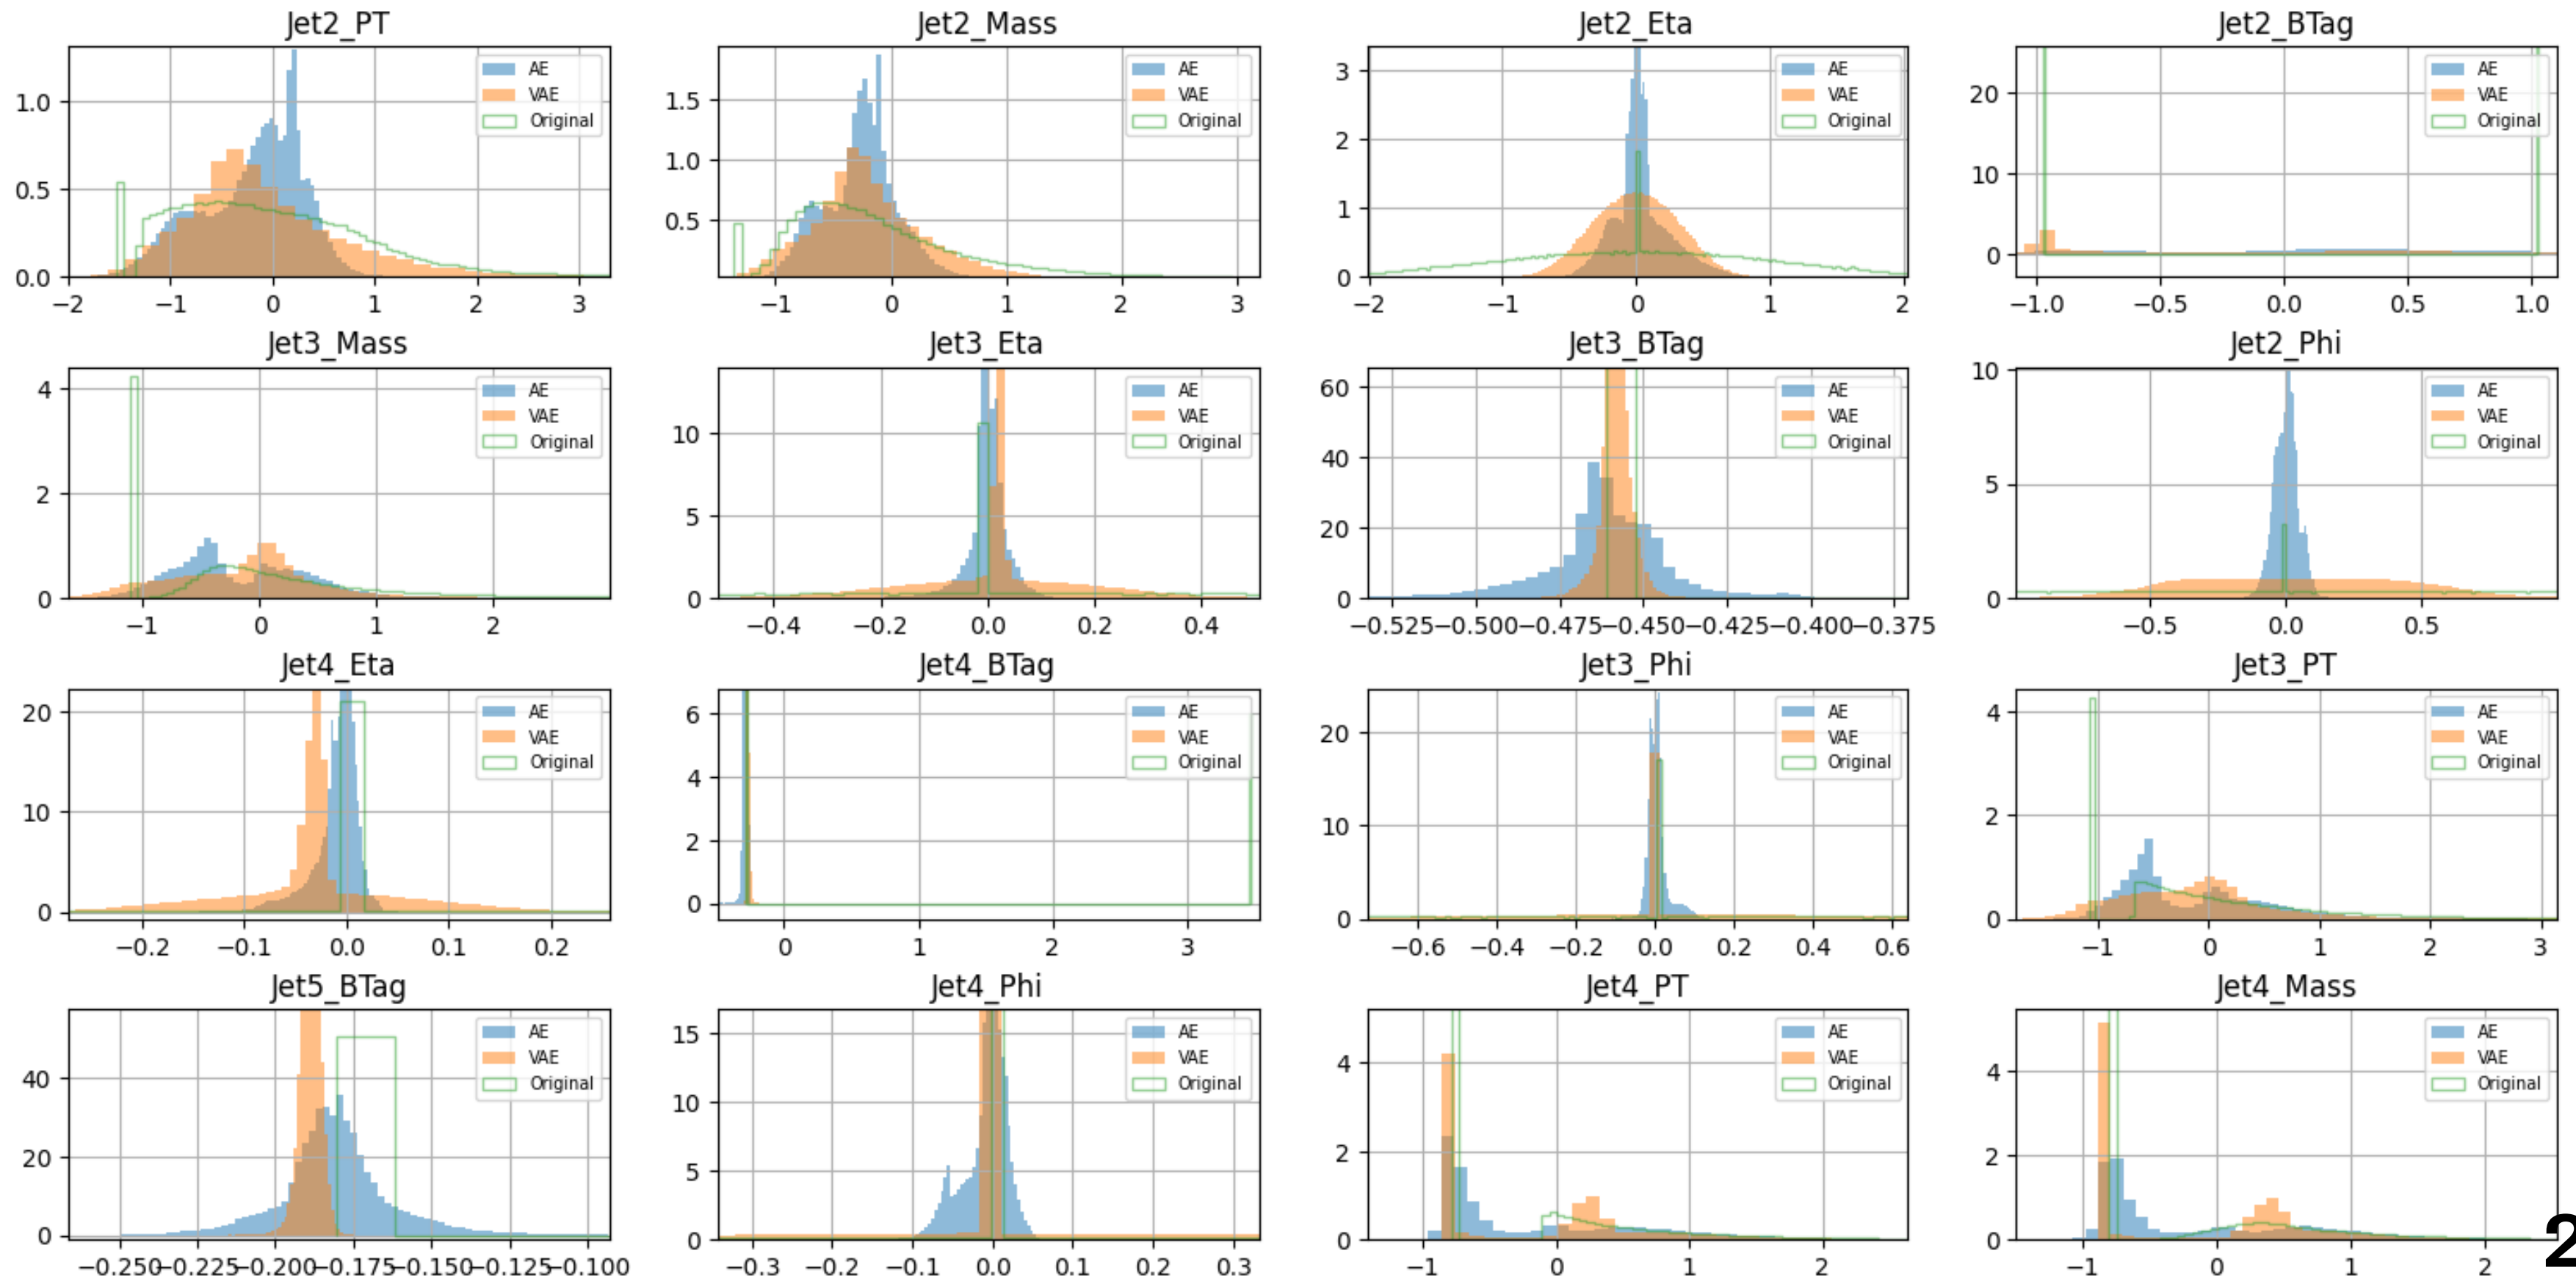 Jet2_PT
AE
VAE
Original
1.0
0.5
0.0
−2 −1 0 1 2 3
Jet2_Mass
AE
VAE
Original
1.5
1.0
0.5
−1 0 1 2 3
Jet2_Eta
AE
VAE
Original
3
2
1
0
−2 −1 0 1 2
Jet2_BTag
AE
VAE
Original
20
10
0
−1.0 −0.5 0.0 0.5 1.0
Jet3_Mass
AE
VAE
Original
4
2
0
−1 0 1 2
Jet3_Eta
AE
VAE
Original
10
5
0
−0.4 −0.2 0.0 0.2 0.4
Jet3_BTag
AE
VAE
Original
60
40
20
0
−0.525 −0.500 −0.475 −0.450 −0.425 −0.400 −0.375
Jet2_Phi
AE
VAE
Original
10
5
0
−0.5 0.0 0.5
Jet4_Eta
AE
VAE
Original
20
10
0
−0.2 −0.1 0.0 0.1 0.2
Jet4_BTag
AE
VAE
Original
6
4
2
0
0 1 2 3
Jet3_Phi
AE
VAE
Original
20
10
0
−0.6 −0.4 −0.2 0.0 0.2 0.4 0.6
Jet3_PT
AE
VAE
Original
4
2
0
−1 0 1 2 3
Jet5_BTag
AE
VAE
Original
40
20
0
−0.250 −0.225 −0.200 −0.175 −0.150 −0.125 −0.100
Jet4_Phi
AE
VAE
Original
15
10
5
0
−0.3 −0.2 −0.1 0.0 0.1 0.2 0.3
Jet4_PT
AE
VAE
Original
4
2
0
−1 0 1 2
Jet4_Mass
AE
VAE
Original
4
2
0
−1 0 1 2
2